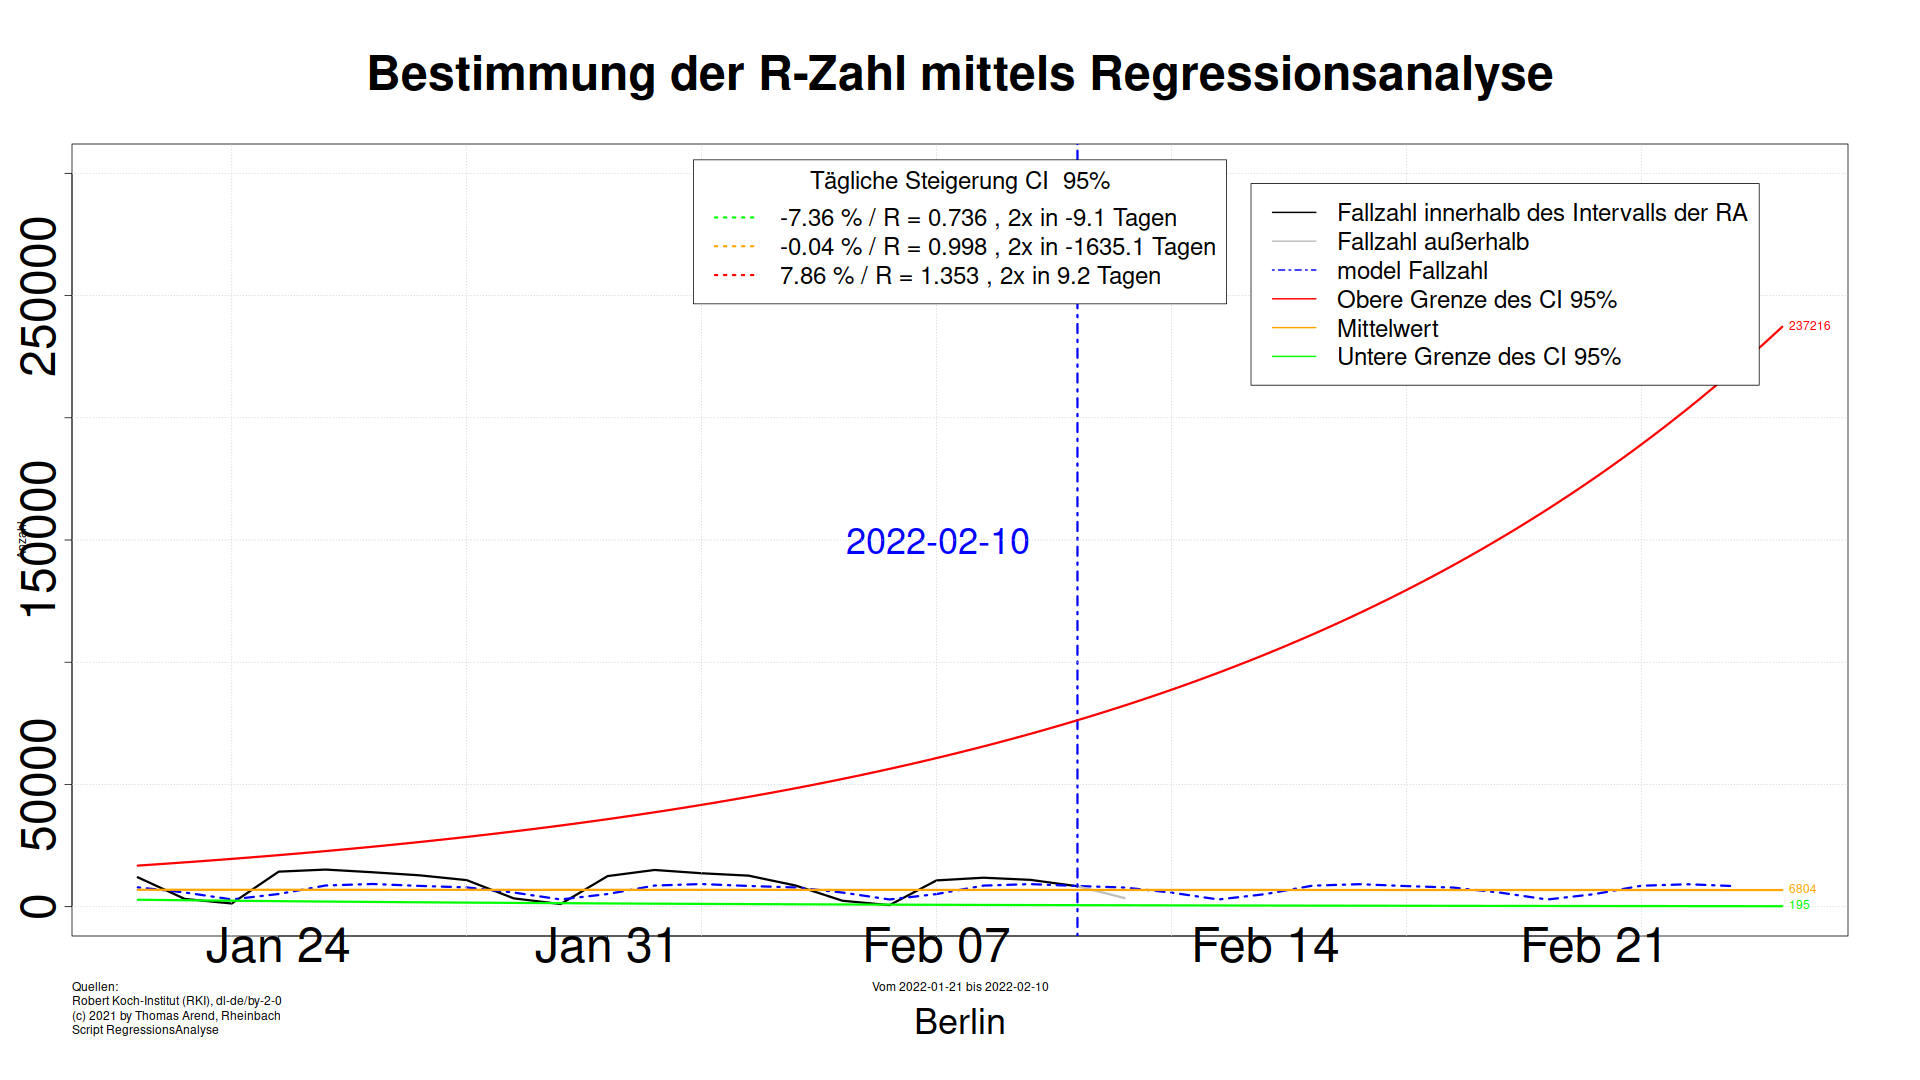 Bestimmung der R-Zahl mittels Regressionsanalyse
Tägliche Steigerung CI 95%
-7.36 % / R = 0.736 , 2x in -9.1 Tagen
-0.04 % / R = 0.998 , 2x in -1635.1 Tagen
7.86 % / R = 1.353 , 2x in 9.2 Tagen
Fallzahl innerhalb des Intervalls der RA
Fallzahl außerhalb
model Fallzahl
Obere Grenze des CI 95%
Mittelwert
Untere Grenze des CI 95%
237216
6804
195
2022-02-10
Anzahl
250000
150000
50000
0
Jan 24
Jan 31
Feb 07
Feb 14
Feb 21
Quellen:
Robert Koch-Institut (RKI), dl-de/by-2-0
(c) 2021 by Thomas Arend, Rheinbach
Script RegressionsAnalyse
Vom 2022-01-21 bis 2022-02-10
Berlin